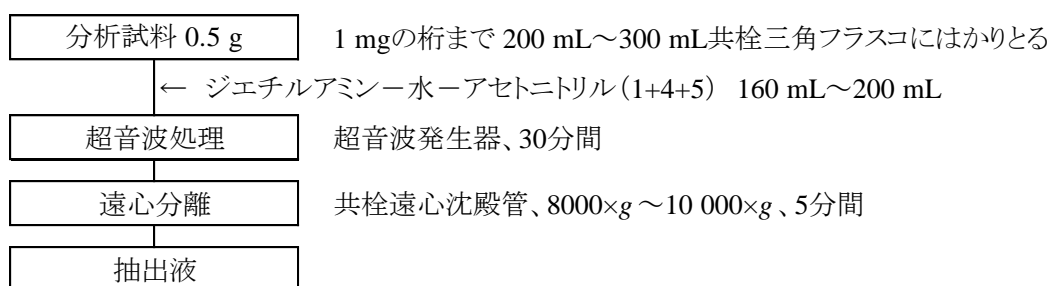 分析試料 0.5 g 1 mgの桁まで 200 mL～300 mL共栓三角フラスコにはかりとる
← ジエチルアミン－水－アセトニトリル(1+4+5) 160 mL～200 mL
超音波処理 超音波発生器、30分間
遠心分離 共栓遠心沈殿管、8000×g～10 000×g、5分間
抽出液